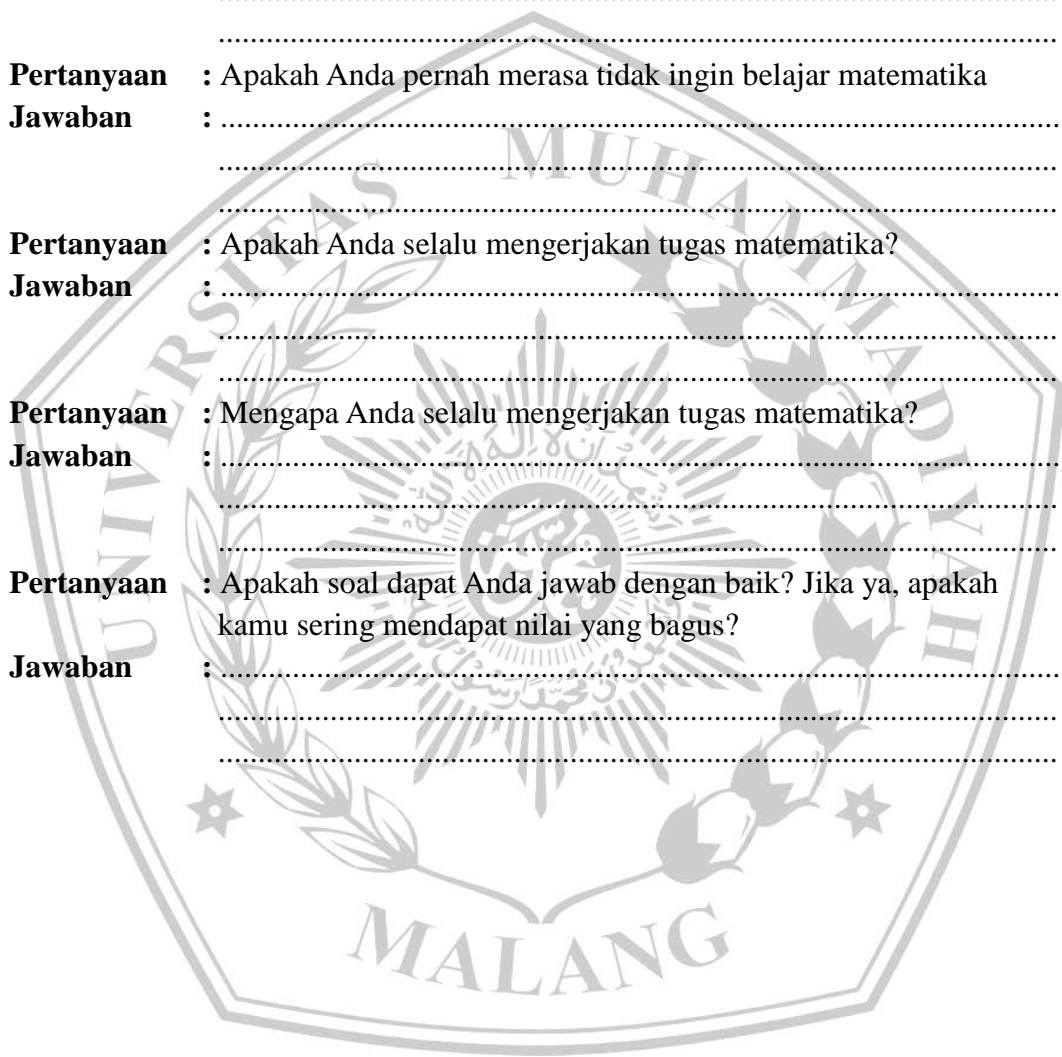 ....................................................................................................
....................................................................................................
Pertanyaan : Apakah Anda pernah merasa tidak ingin belajar matematika
Jawaban : ....................................................................................................
....................................................................................................
....................................................................................................
Pertanyaan : Apakah Anda selalu mengerjakan tugas matematika?
Jawaban : ....................................................................................................
....................................................................................................
....................................................................................................
Pertanyaan : Mengapa Anda selalu mengerjakan tugas matematika?
Jawaban : ....................................................................................................
....................................................................................................
....................................................................................................
Pertanyaan : Apakah soal dapat Anda jawab dengan baik? Jika ya, apakah
kamu sering mendapat nilai yang bagus?
Jawaban : ....................................................................................................
....................................................................................................
....................................................................................................
UNIVERSITAS MUHAMMADIYAH
MALANG